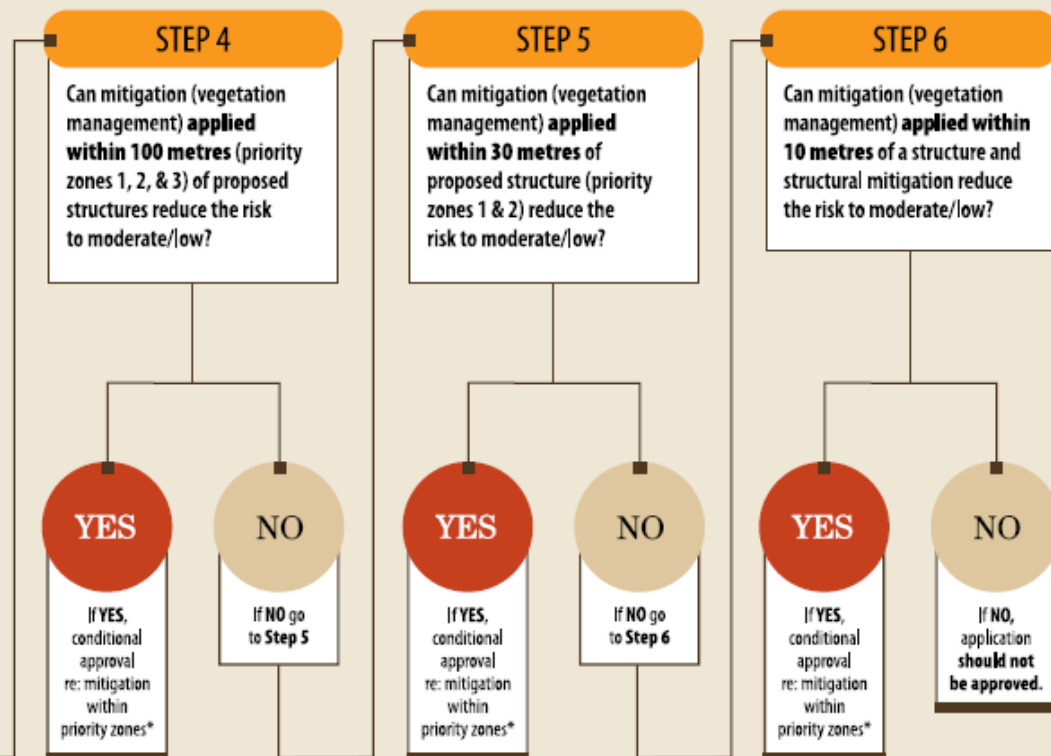 STEP 4
Can mitigation (vegetation
management) applied
within 100 metres (priority
zones 1, 2, & 3) of proposed
structures reduce the risk
to moderate/low?
YES
If YES,
conditional
approval
re: mitigation
within
priority zones*
NO
If NO go
to Step 5
STEP 5
Can mitigation (vegetation
management) applied
within 30 metres of
proposed structure (priority
zones 1 & 2) reduce the
risk to moderate/low?
YES
If YES,
conditional
approval
re: mitigation
within
priority zones*
NO
If NO go
to Step 6
STEP 6
Can mitigation (vegetation
management) applied within
10 metres of a structure and
structural mitigation reduce
the risk to moderate/low?
YES
If YES,
conditional
approval
re: mitigation
within
priority zones*
NO
If NO,
application
should not
be approved.